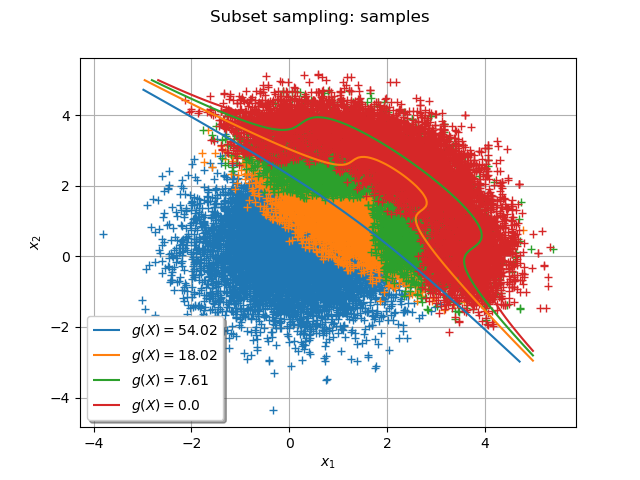 Subset sampling: samples
x₂
4
2
0
−2
−4
g(X) = 54.02
g(X) = 18.02
g(X) = 7.61
g(X) = 0.0
−4 −2 0 2 4
x₁